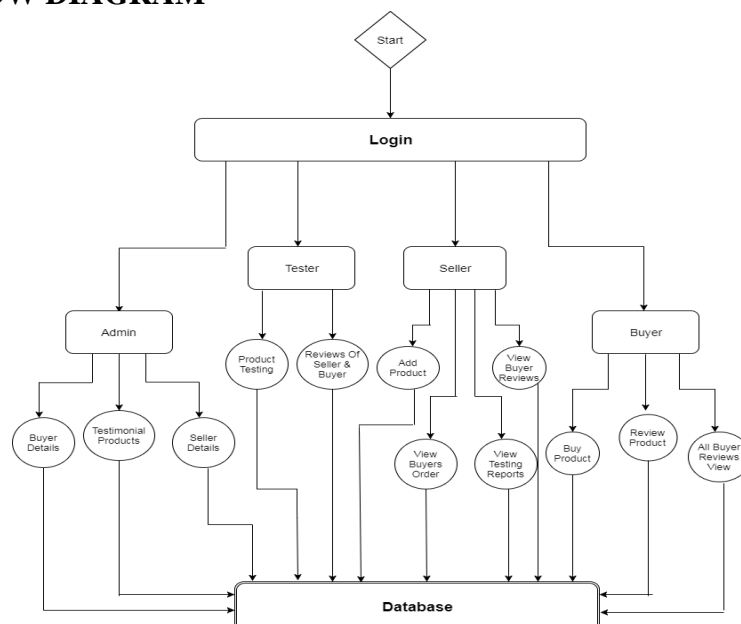 DIAGRAM
Start
Login
Tester
Seller
Admin
Buyer
Product
Testing
Reviews Of
Seller &
Buyer
Add
Product
View
Buyer
Reviews
Buyer
Details
Testimonial
Products
Seller
Details
View
Buyers
Order
View
Testing
Reports
Buy
Product
Review
Product
All Buyer
Reviews
View
Database